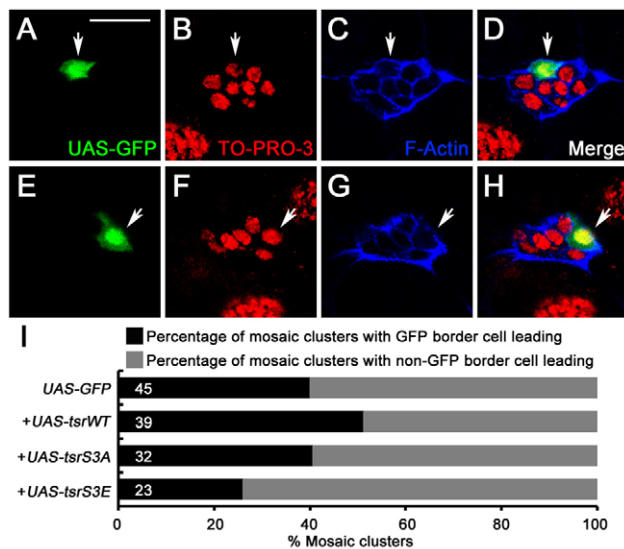 A B C D
UAS-GFP TO-PRO-3 F-Actin Merge
E F G H
I
Percentage of mosaic clusters with GFP border cell leading
Percentage of mosaic clusters with non-GFP border cell leading
UAS-GFP 45
+UAS-tsrWT 39
+UAS-tsrS3A 32
+UAS-tsrS3E 23
0 20 40 60 80 100
% Mosaic clusters